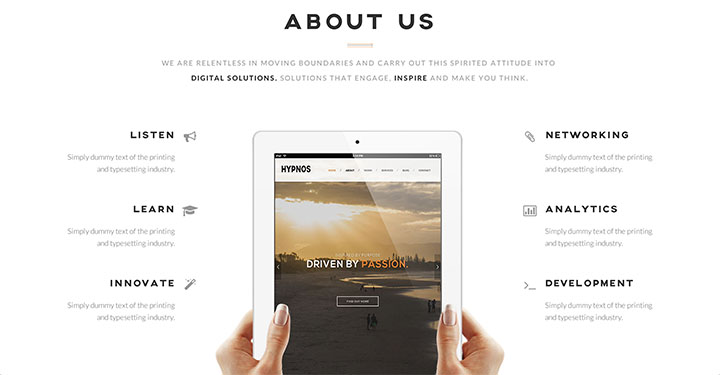 ABOUT US
WE ARE RELENTLESS IN MOVING BOUNDARIES AND CARRY OUT THIS SPIRITED ATTITUDE INTO
DIGITAL SOLUTIONS. SOLUTIONS THAT ENGAGE, INSPIRE AND MAKE YOU THINK.
LISTEN
Simply dummy text of the printing
and typesetting industry.
LEARN
Simply dummy text of the printing
and typesetting industry.
INNOVATE
Simply dummy text of the printing
and typesetting industry.
HYPNOS
HOME / ABOUT / WORKS / SERVICES / BLOG / CONTACT
DRIVEN BY PASSION.
FIND OUT MORE
NETWORKING
Simply dummy text of the printing
and typesetting industry.
ANALYTICS
Simply dummy text of the printing
and typesetting industry.
DEVELOPMENT
Simply dummy text of the printing
and typesetting industry.